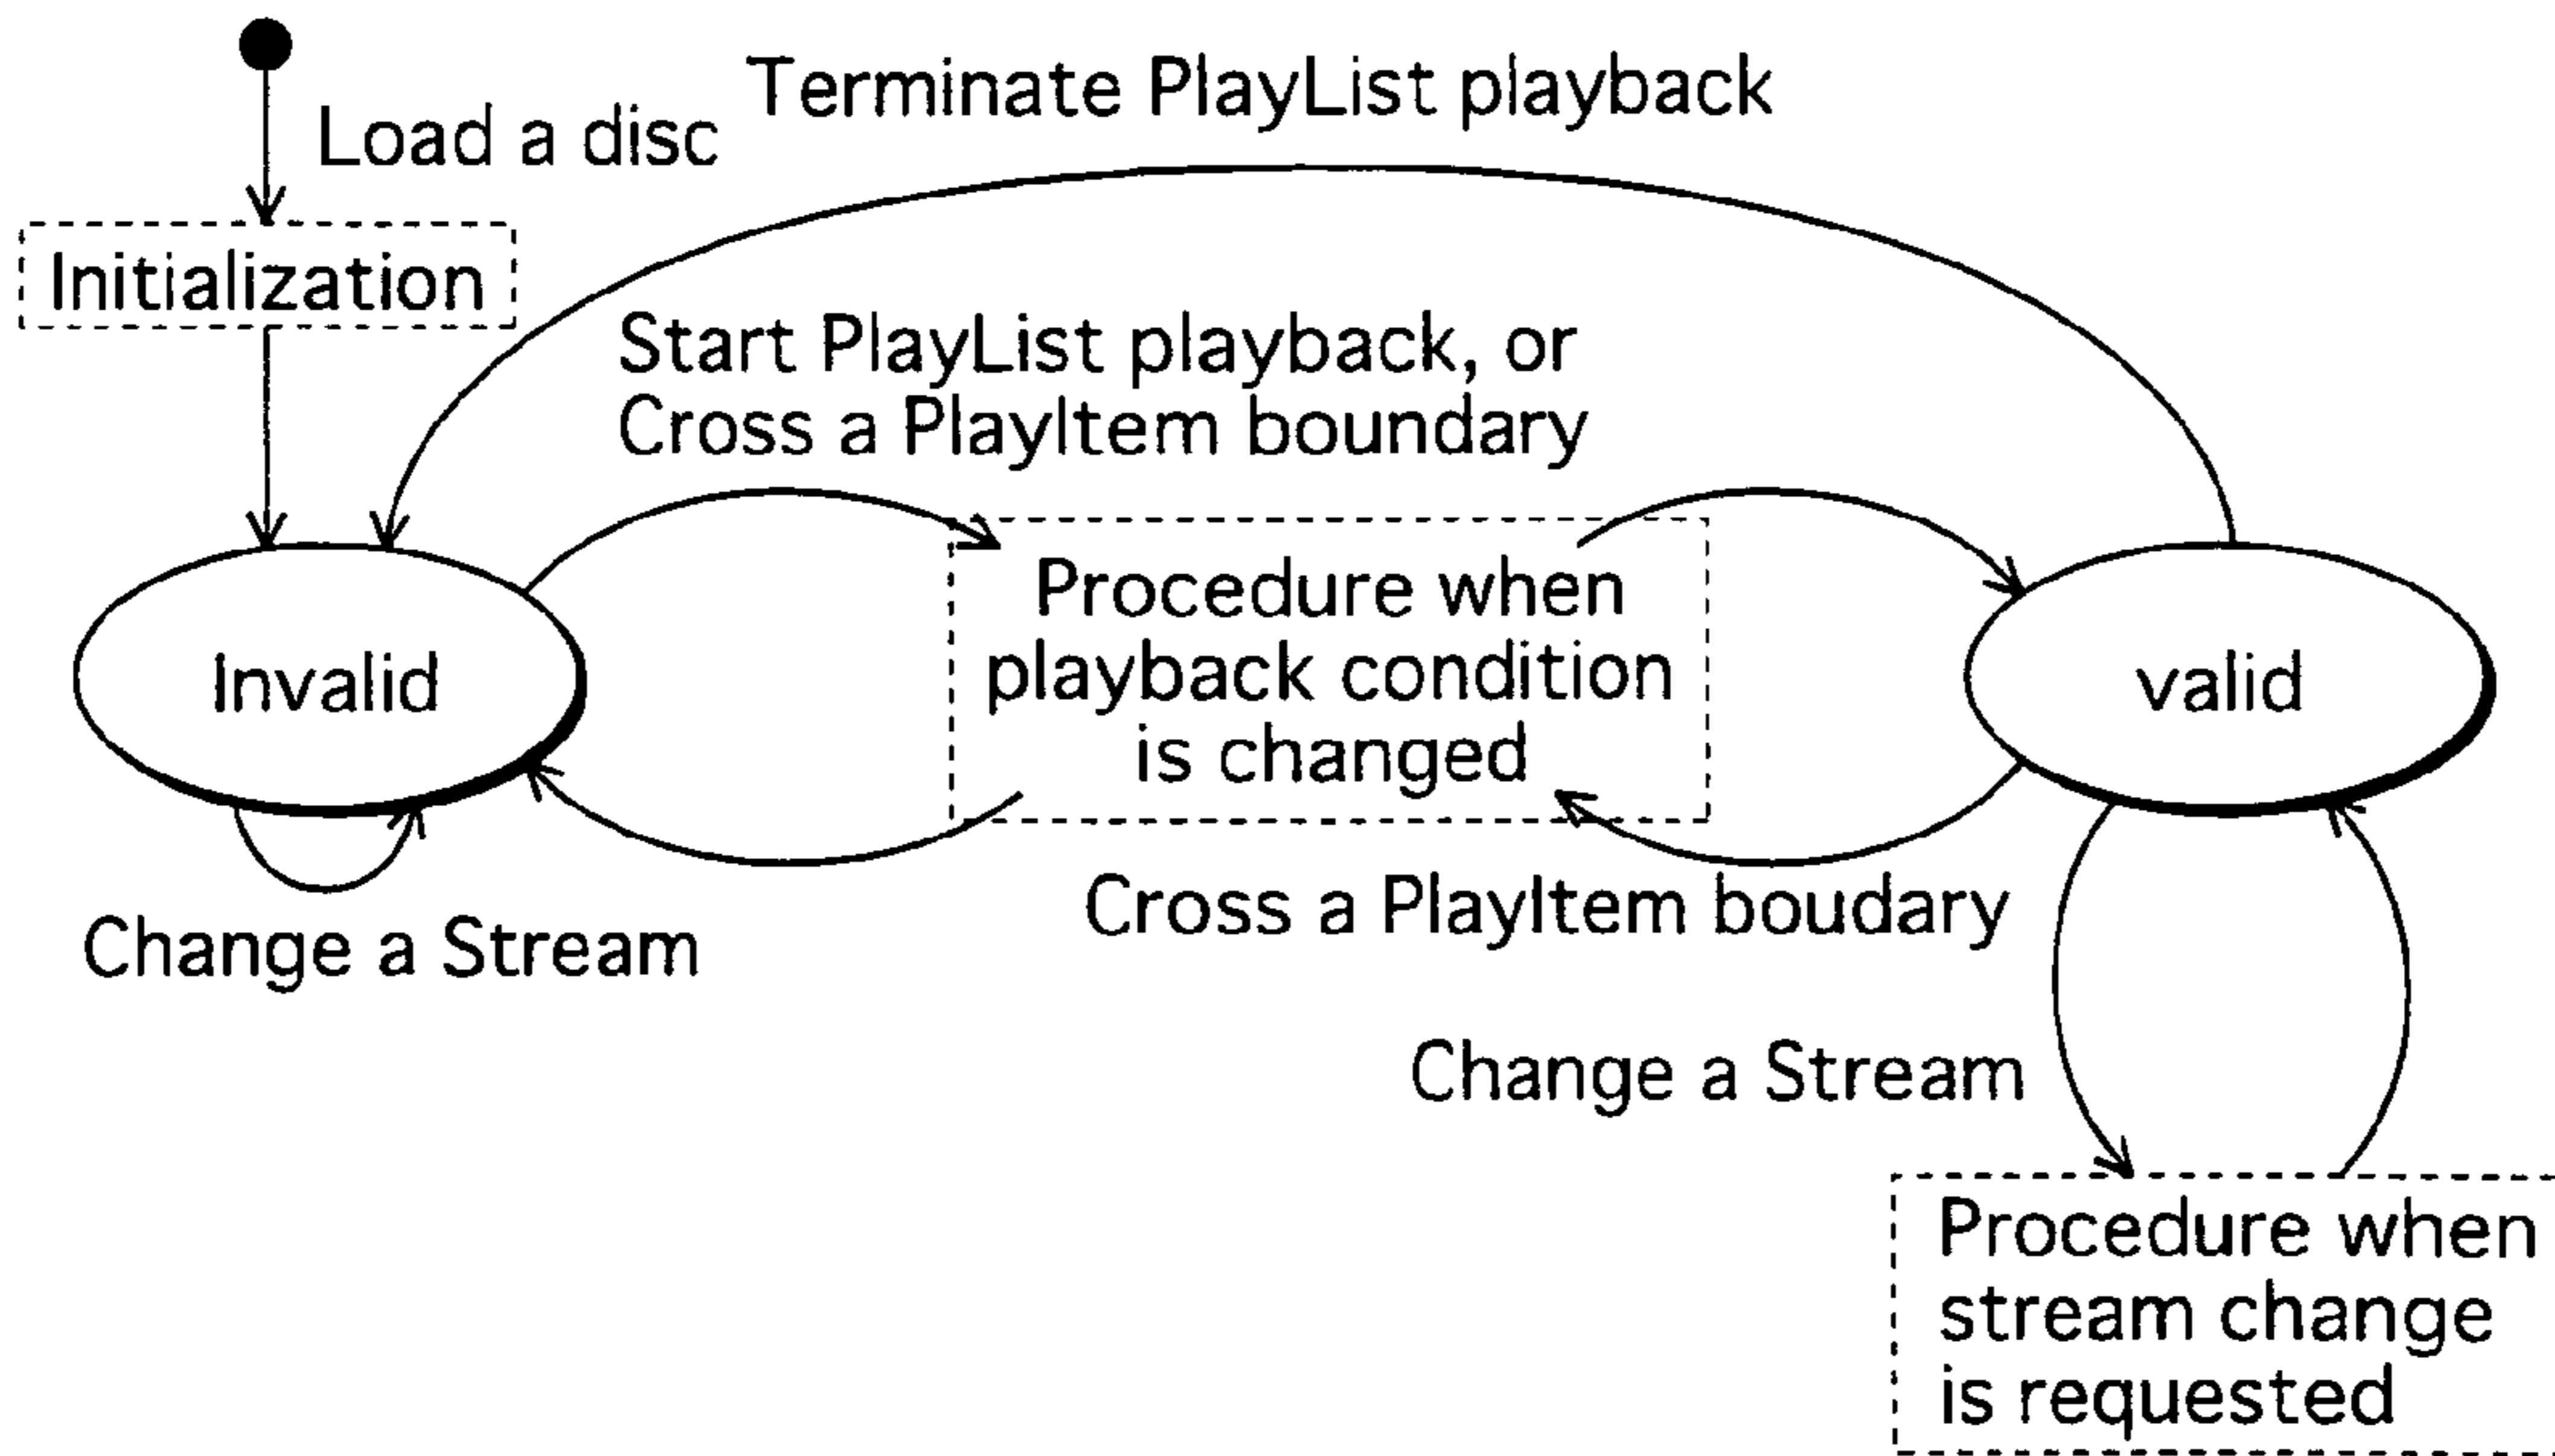 Terminate PlayList playback
Load a disc
Initialization
Start PlayList playback, or
Cross a PlayItem boundary
Procedure when
playback condition
is changed
Invalid
valid
Cross a PlayItem boudary
Change a Stream
Change a Stream
Procedure when
stream change
is requested